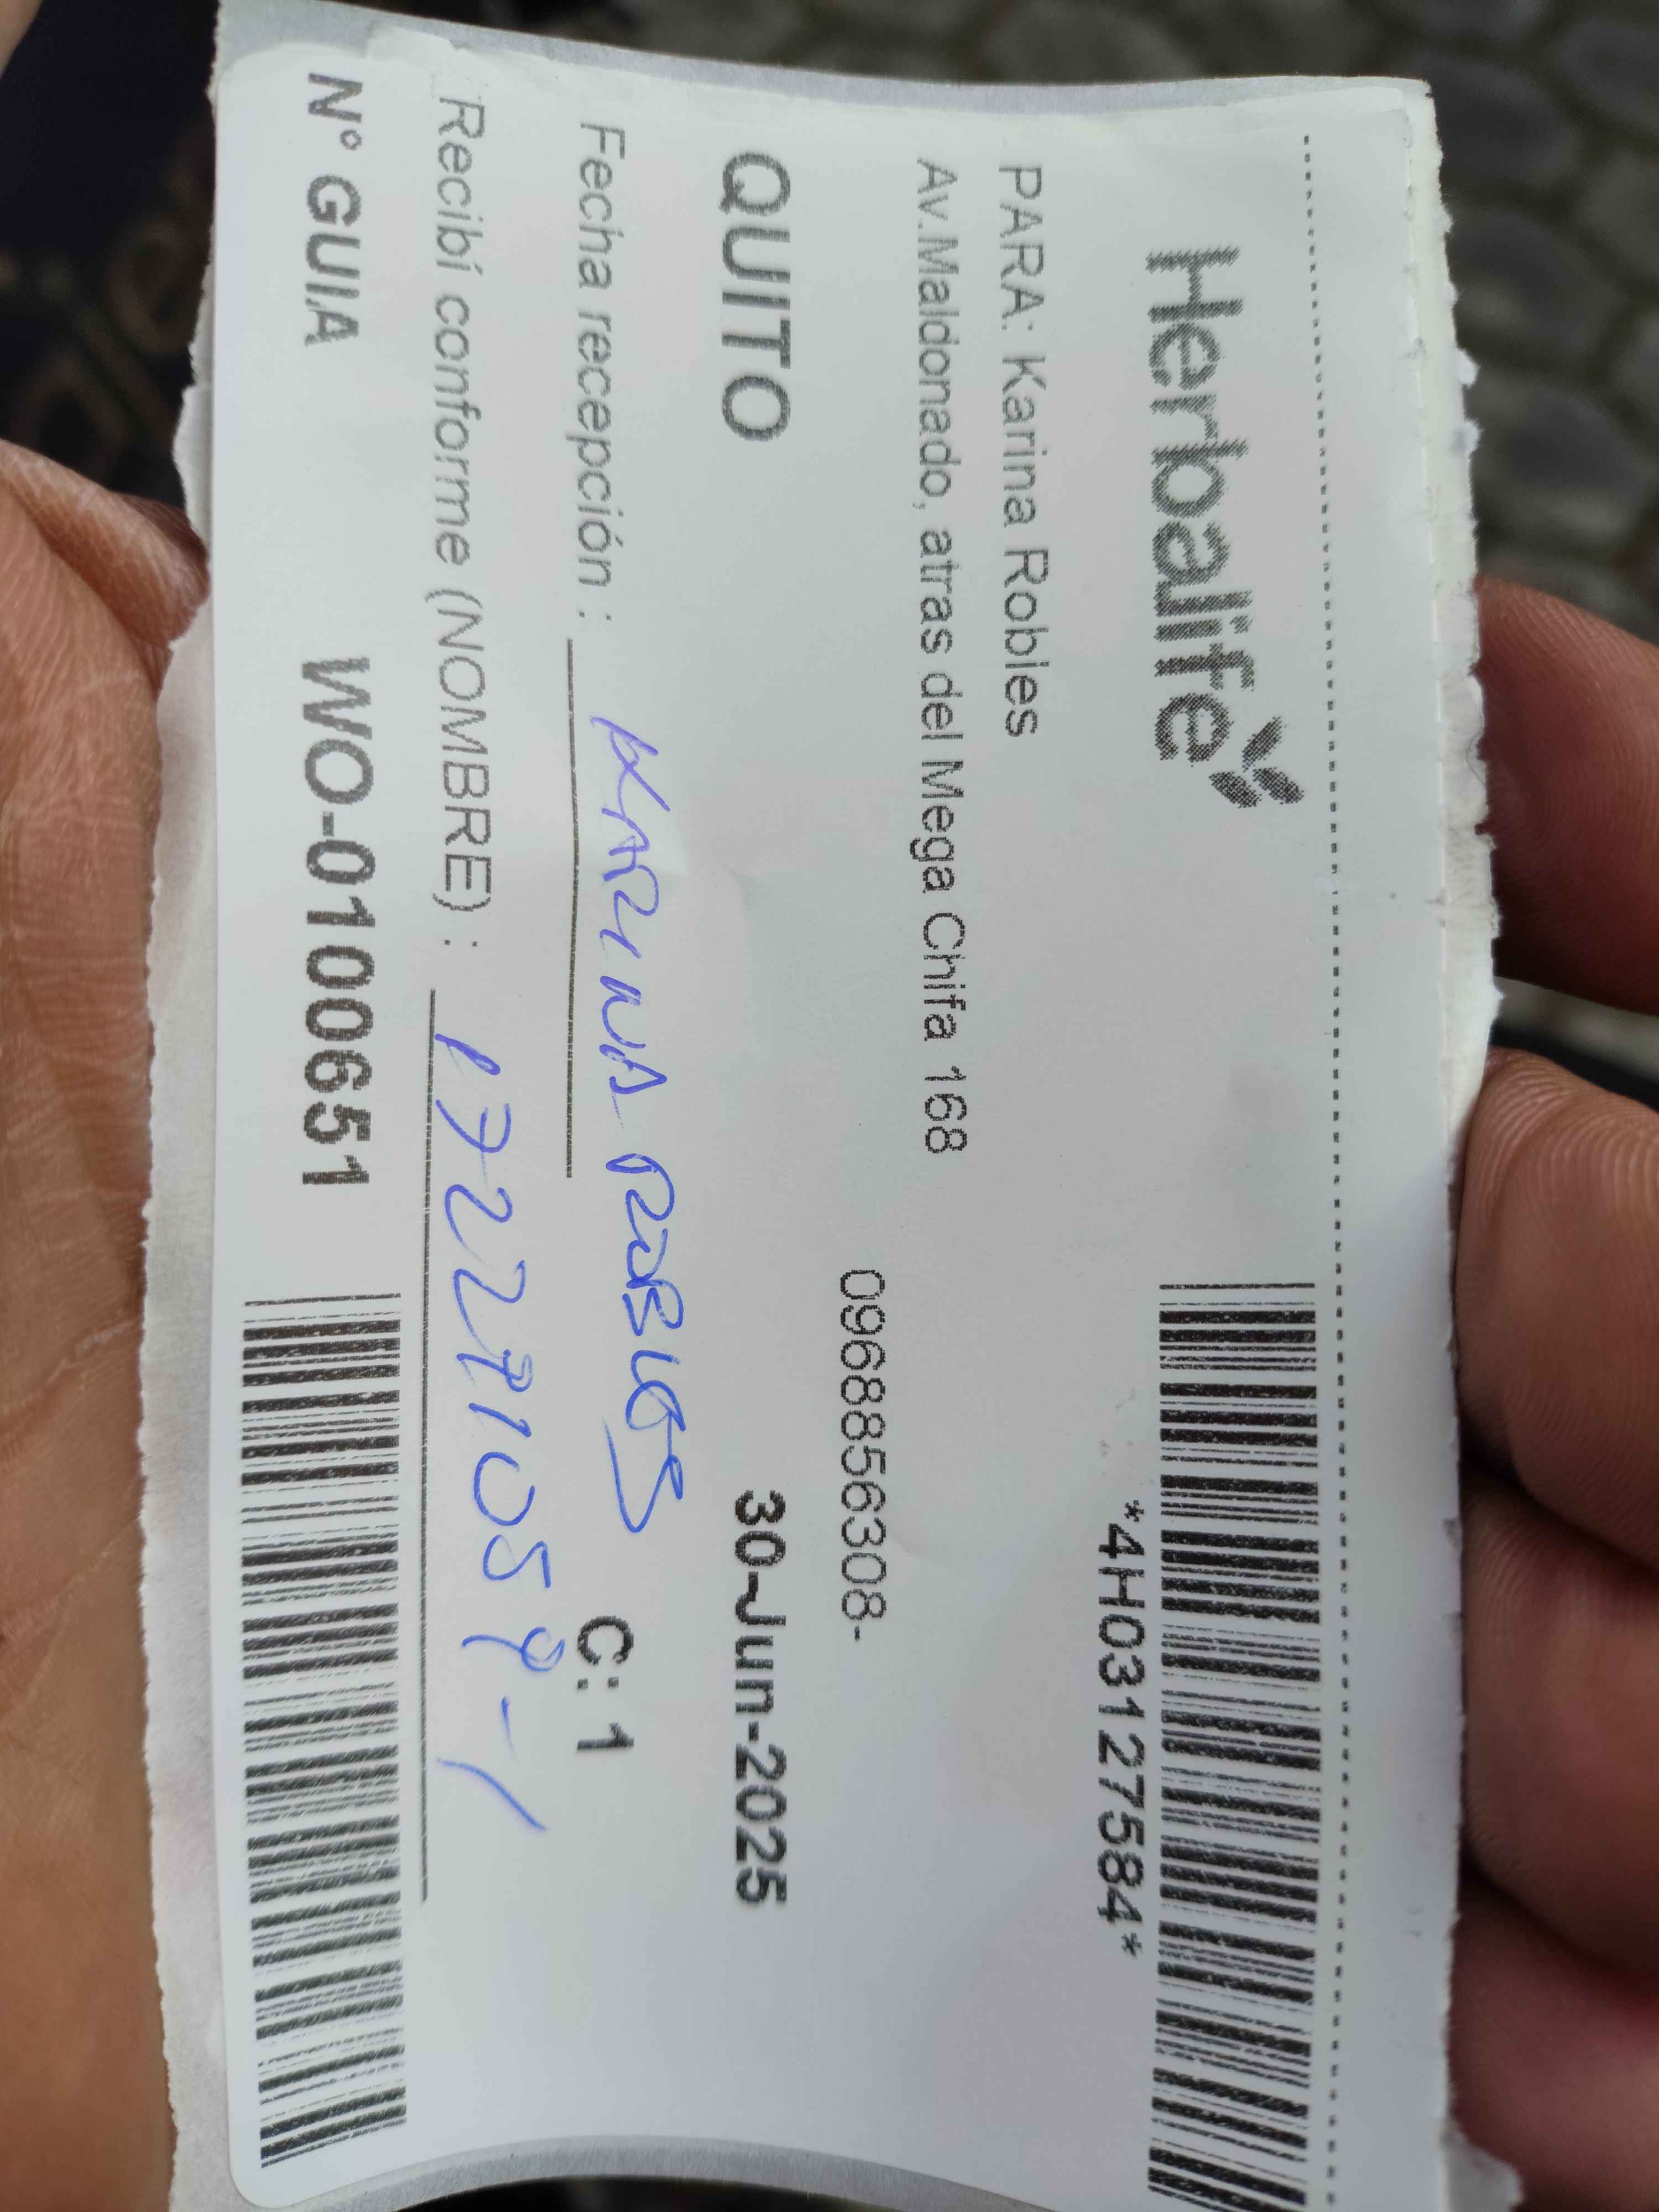 Herbalife
*4H03127584*
PARA: Karina Robles
Av.Maldonado, atras del Mega Chifa 168
0968856308-
QUITO 30-Jun-2025
Fecha recepción : KARINA ROBLES C: 1
Recibí conforme (NOMBRE) :
N° GUIA WO-0100651